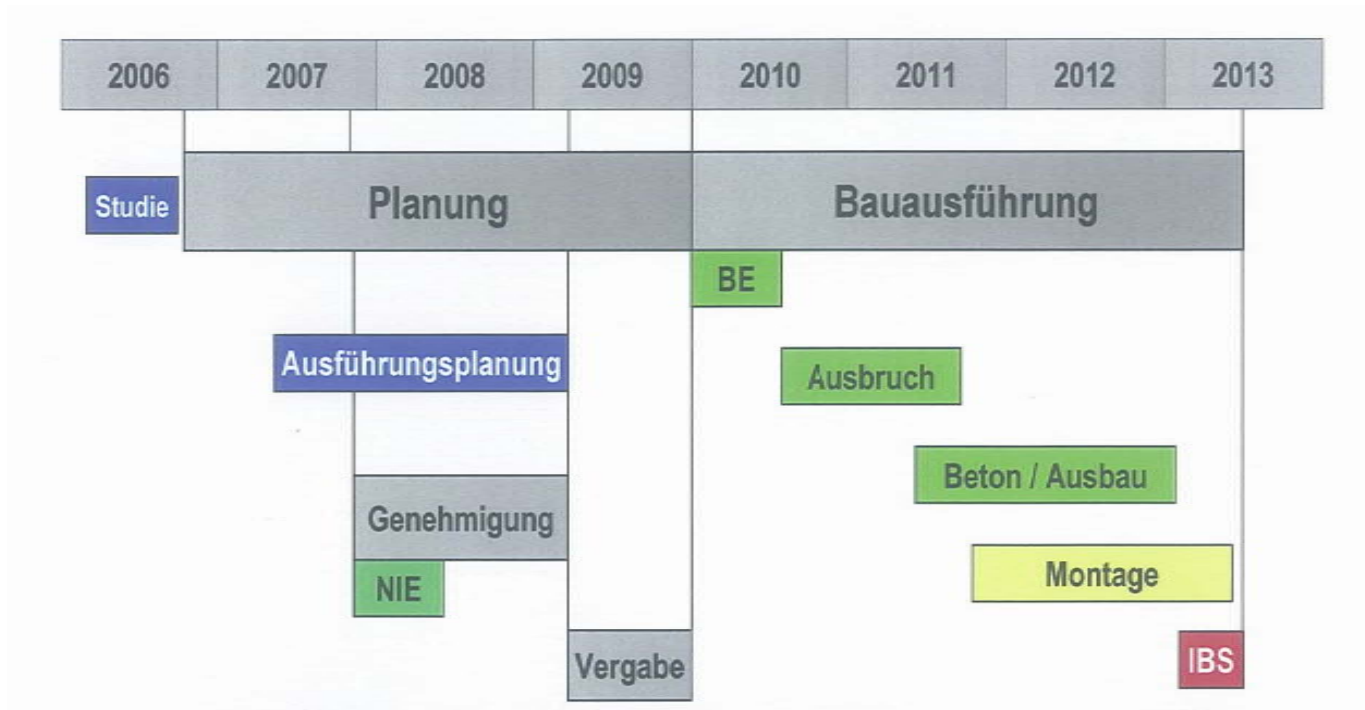 2006 2007 2008 2009 2010 2011 2012 2013
Studie Planung Bauausführung
BE
Ausführungsplanung Ausbruch
Beton / Ausbau
Genehmigung
NIE Montage
Vergabe IBS